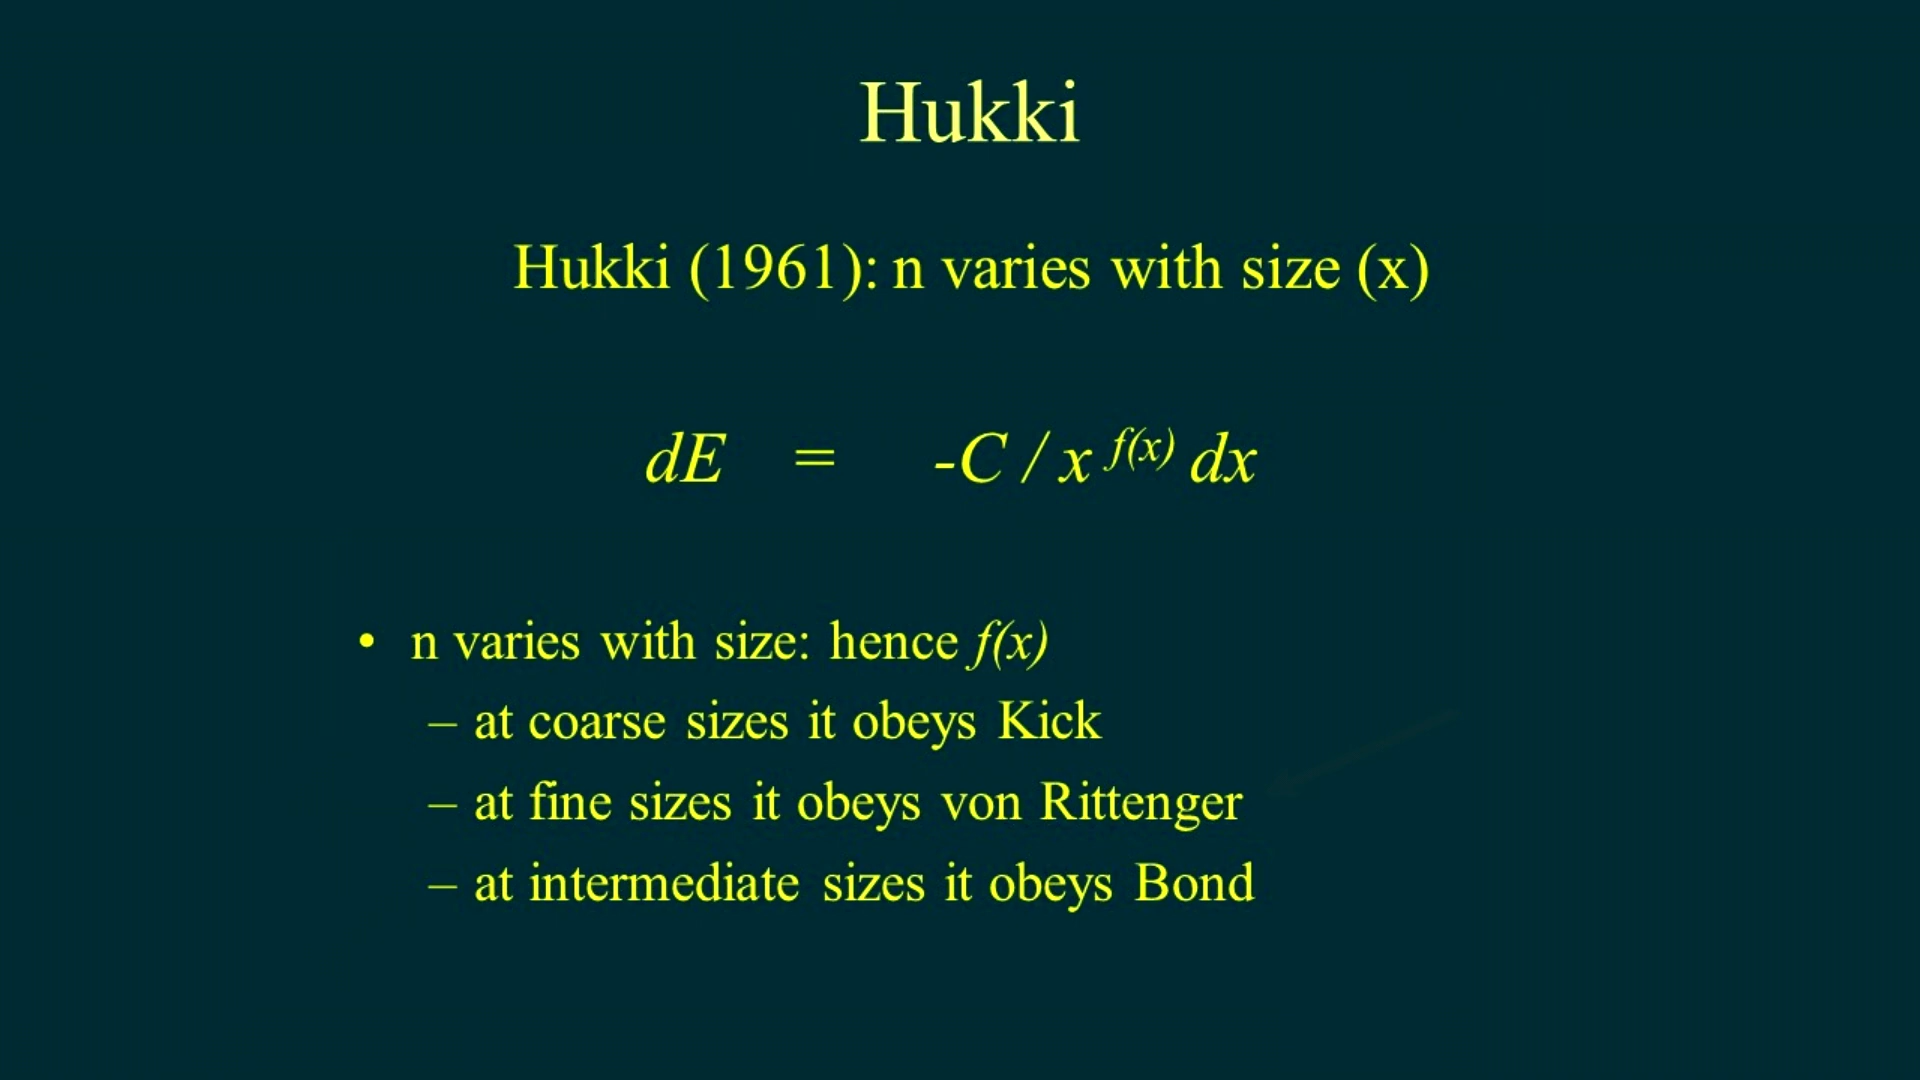 Hukki
Hukki (1961): n varies with size (x)
dE = -C / x f(x) dx
• n varies with size: hence f(x)
– at coarse sizes it obeys Kick
– at fine sizes it obeys von Rittenger
– at intermediate sizes it obeys Bond